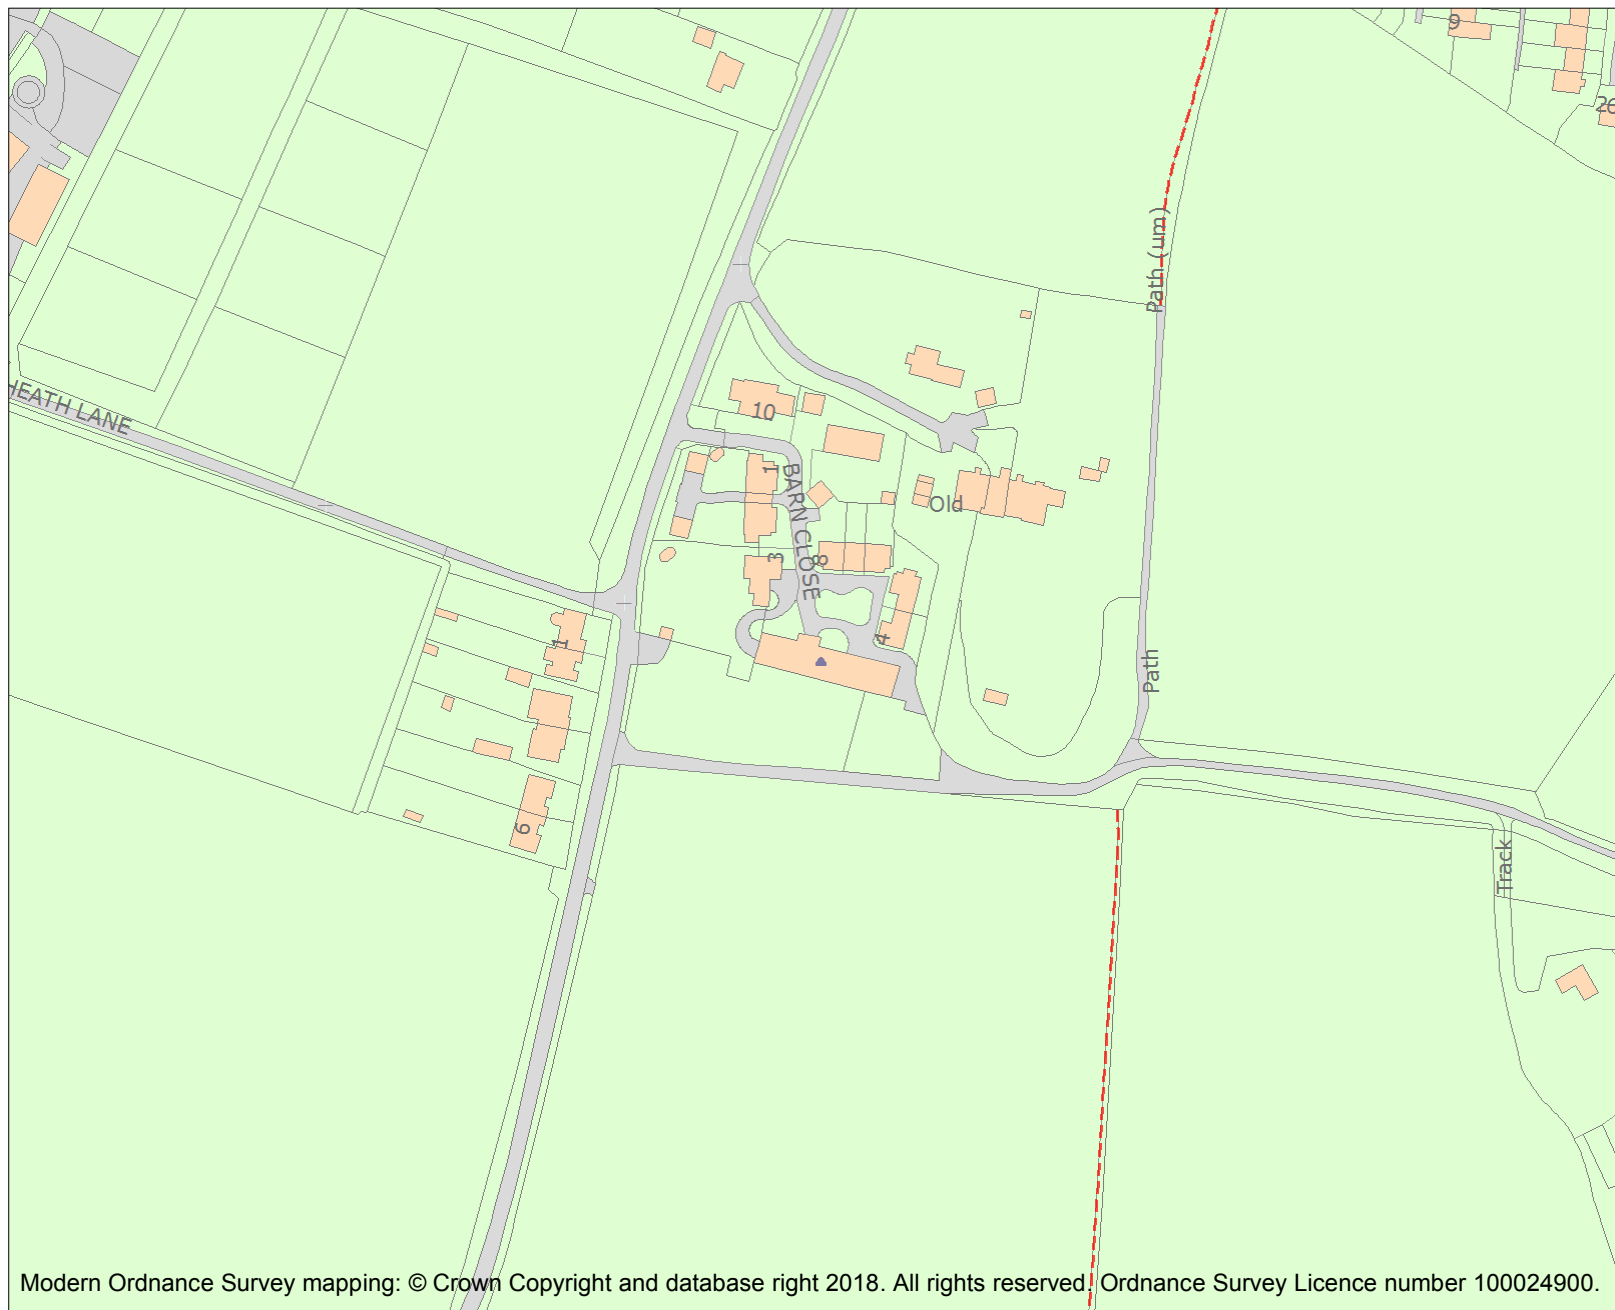 9
26
Path (um)
HEATH LANE
10
1
BARN CLOSE
Old
3
8
1
4
Path
6
Track
Modern Ordnance Survey mapping: © Crown Copyright and database right 2018. All rights reserved. Ordnance Survey Licence number 100024900.